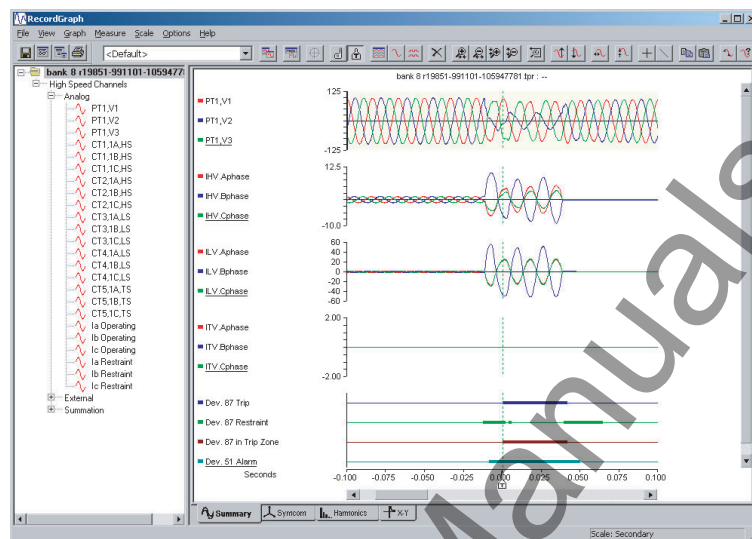 RecordGraph
File View Graph Measure Scale Options Help
<Default>
bank 8 r19851-991101-10594778
High Speed Channels
Analog
PT1,V1
PT1,V2
PT1,V3
CT1,1A,HS
CT1,1B,HS
CT1,1C,HS
CT2,1A,HS
CT2,1B,HS
CT2,1C,HS
CT3,1A,LS
CT3,1B,LS
CT3,1C,LS
CT4,1A,LS
CT4,1B,LS
CT4,1C,LS
CT5,1A,TS
CT5,1B,TS
CT5,1C,TS
Ia Operating
Ib Operating
Ic Operating
Ia Restraint
Ib Restraint
Ic Restraint
External
Summation
bank 8 r19851-991101-105947781.tpr : --
PT1,V1
PT1,V2
PT1,V3
125
-125
IHV.Aphase
IHV.Bphase
IHV.Cphase
12.5
-10.0
ILV.Aphase
ILV.Bphase
ILV.Cphase
60
40
20
0
-20
-40
-60
ITV.Aphase
ITV.Bphase
ITV.Cphase
2.00
-2.00
Dev. 87 Trip
Dev. 87 Restraint
Dev. 87 in Trip Zone
Dev. 51 Alarm
Seconds
-0.100 -0.075 -0.050 -0.025 0.000 0.025 0.050 0.075 0.100
T
Summary Symcom Harmonics X-Y
Scale: Secondary
Manuals